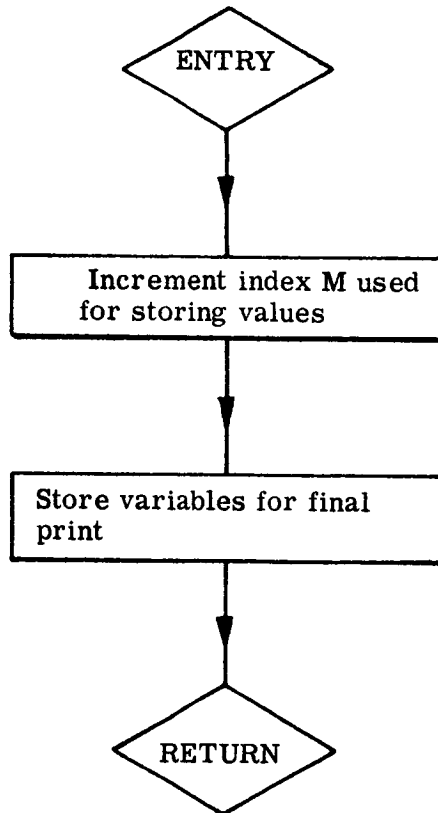 ENTRY
Increment index M used
for storing values
Store variables for final
print
RETURN